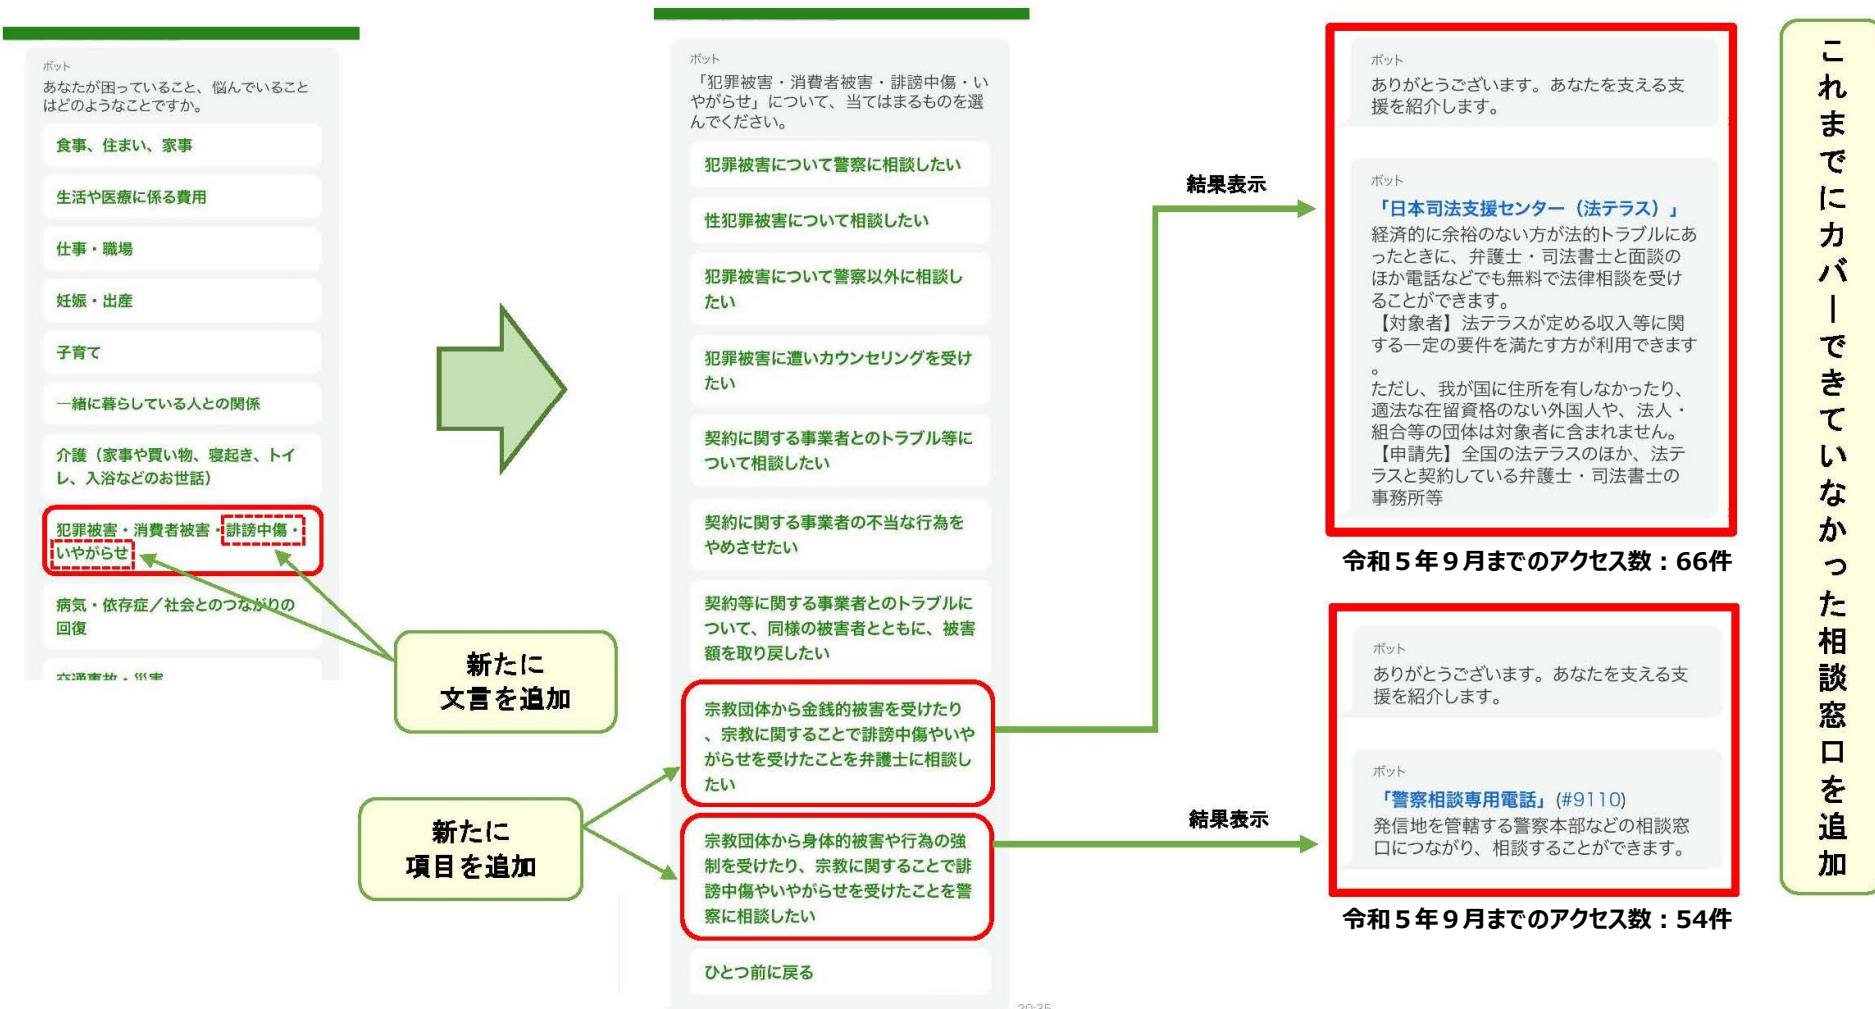 ボット
あなたが困っていること、悩んでいること
はどのようなことですか。
食事、住まい、家事
生活や医療に係る費用
仕事・職場
妊娠・出産
子育て
一緒に暮らしている人との関係
介護（家事や買い物、寝起き、トイ
レ、入浴などのお世話）
犯罪被害・消費者被害・誹謗中傷・
いやがらせ
病気・依存症／社会とのつながりの
回復
交通事故・災害
新たに
文言を追加
新たに
項目を追加
ボット
「犯罪被害・消費者被害・誹謗中傷・い
やがらせ」について、当てはまるものを選
んでください。
犯罪被害について警察に相談したい
性犯罪被害について相談したい
犯罪被害について警察以外に相談し
たい
犯罪被害に遭いカウンセリングを受け
たい
契約に関する事業者とのトラブル等に
ついて相談したい
契約に関する事業者の不当な行為を
やめさせたい
契約等に関する事業者とのトラブルに
ついて、同様の被害者とともに、被害
額を取り戻したい
宗教団体から金銭的被害を受けたり
、宗教に関することで誹謗中傷やいや
がらせを受けたことを弁護士に相談し
たい
宗教団体から身体的被害や行為の強
制を受けたり、宗教に関することで誹
謗中傷やいやがらせを受けたことを警
察に相談したい
ひとつ前に戻る
20:35
結果表示
ボット
ありがとうございます。あなたを支える支
援を紹介します。
ボット
「日本司法支援センター（法テラス）」
経済的に余裕のない方が法的トラブルにあ
ったときに、弁護士・司法書士と面談の
ほか電話などでも無料で法律相談を受け
ることができます。
【対象者】法テラスが定める収入等に関
する一定の要件を満たす方が利用できます
。
ただし、我が国に住所を有しなかったり、
適法な在留資格のない外国人や、法人・
組合等の団体は対象者に含まれません。
【申請先】全国の法テラスのほか、法テ
ラスと契約している弁護士・司法書士の
事務所等
令和５年９月までのアクセス数：66件
結果表示
ボット
ありがとうございます。あなたを支える支
援を紹介します。
ボット
「警察相談専用電話」(#9110)
発信地を管轄する警察本部などの相談窓
口につながり、相談することができます。
令和５年９月までのアクセス数：54件
これまでにカバーできていなかった相談窓口を追加